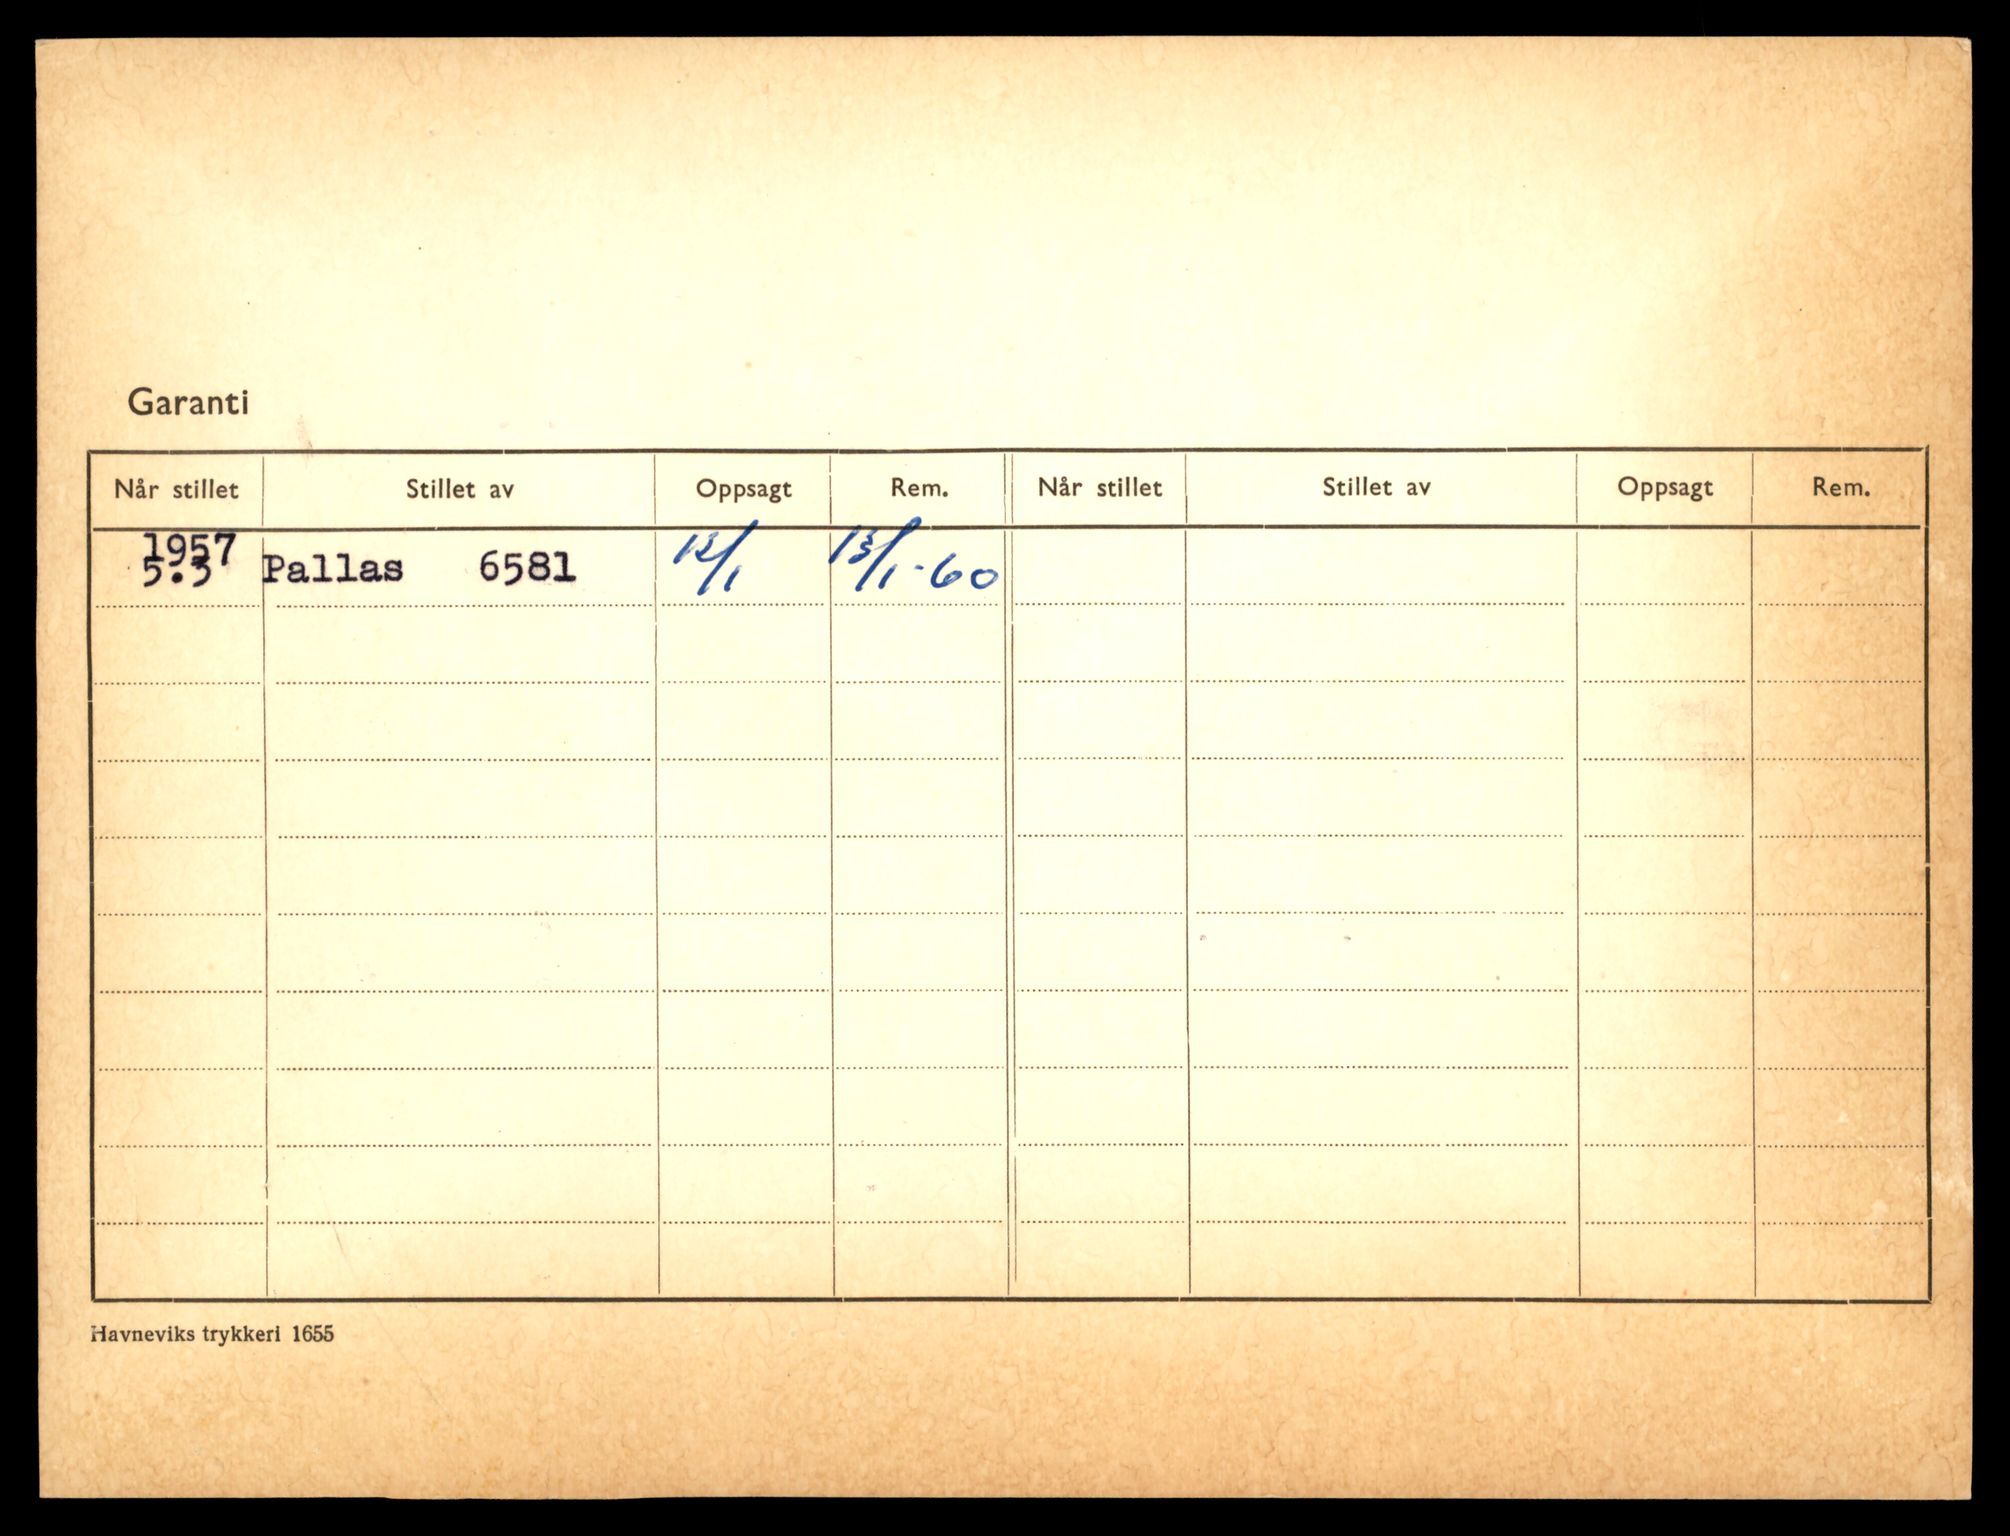 Garanti
Når stillet Stillet av Oppsagt Rem. Når stillet Stillet av Oppsagt Rem.
1957
5.3 Pallas 6581 12/1 13/1-60
Havneviks trykkeri 1655